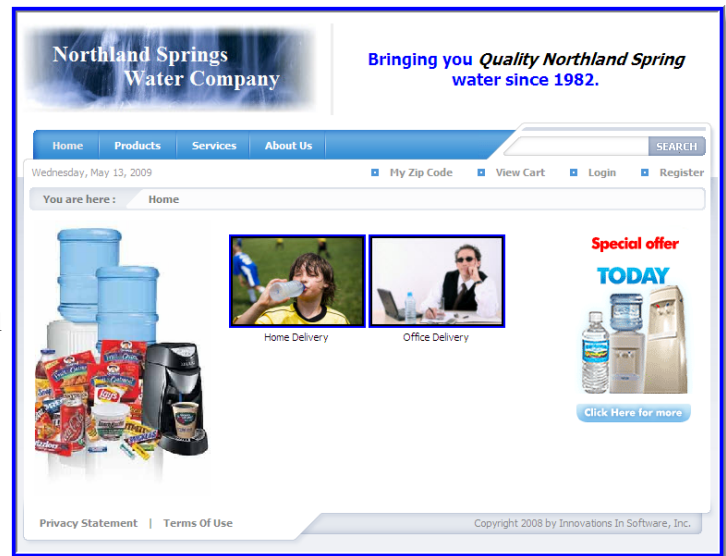 Northland Springs
Water Company
Bringing you Quality Northland Spring
water since 1982.
Home Products Services About Us SEARCH
Wednesday, May 13, 2009 My Zip Code View Cart Login Register
You are here : Home
Special offer
TODAY
Home Delivery Office Delivery
Lay's
Click Here for more
Privacy Statement | Terms Of Use Copyright 2008 by Innovations In Software, Inc.